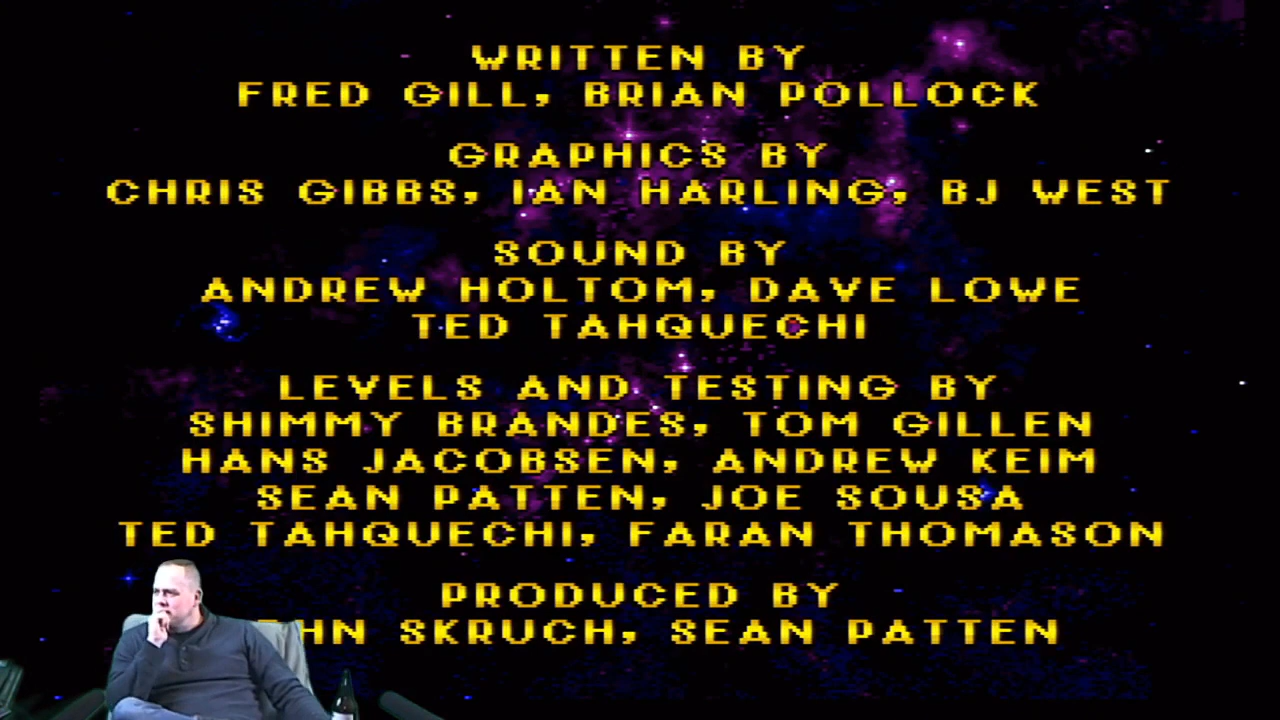 WRITTEN BY
FRED GILL, BRIAN POLLOCK
GRAPHICS BY
CHRIS GIBBS, IAN HARLING, BJ WEST
SOUND BY
ANDREW HOLTOM, DAVE LOWE
TED TAHQUECHI
LEVELS AND TESTING BY
SHIMMY BRANDES, TOM GILLEN
HANS JACOBSEN, ANDREW KEIM
SEAN PATTEN, JOE SOUSA
TED TAHQUECHI, FARAN THOMASON
PRODUCED BY
SKRUCH, SEAN PATTEN